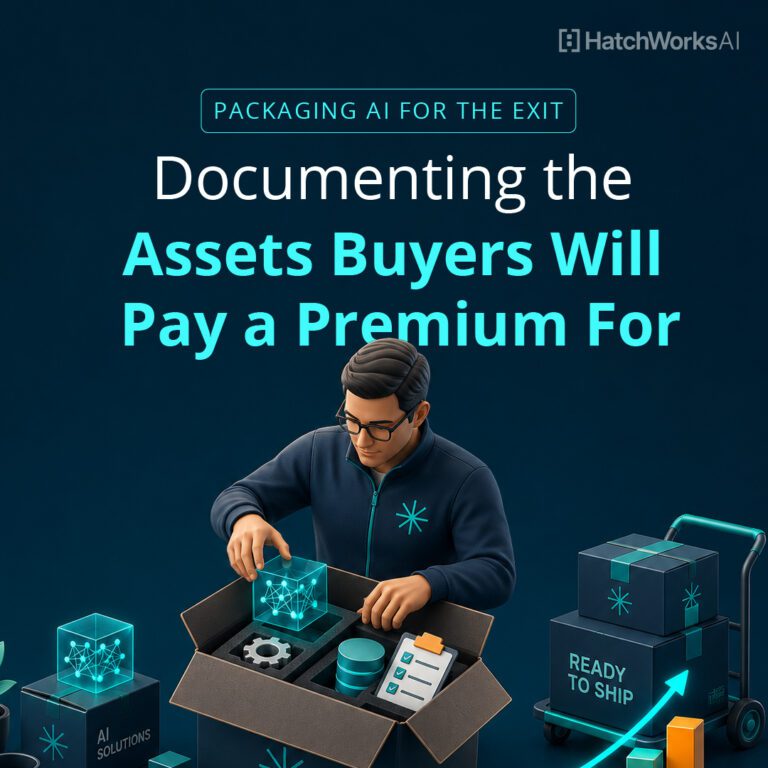 HatchWorksAI
PACKAGING AI FOR THE EXIT
Documenting the
Assets Buyers Will
Pay a Premium For
READY
TO SHIP
AI
SOLUTIONS